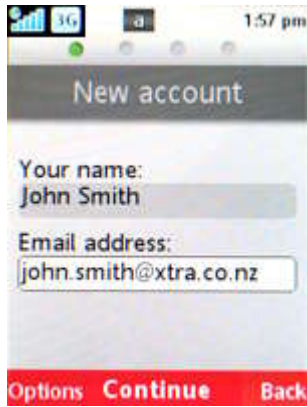 3G a 1:57 pm
New account
Your name:
John Smith
Email address:
john.smith@xtra.co.nz
Options Continue Back